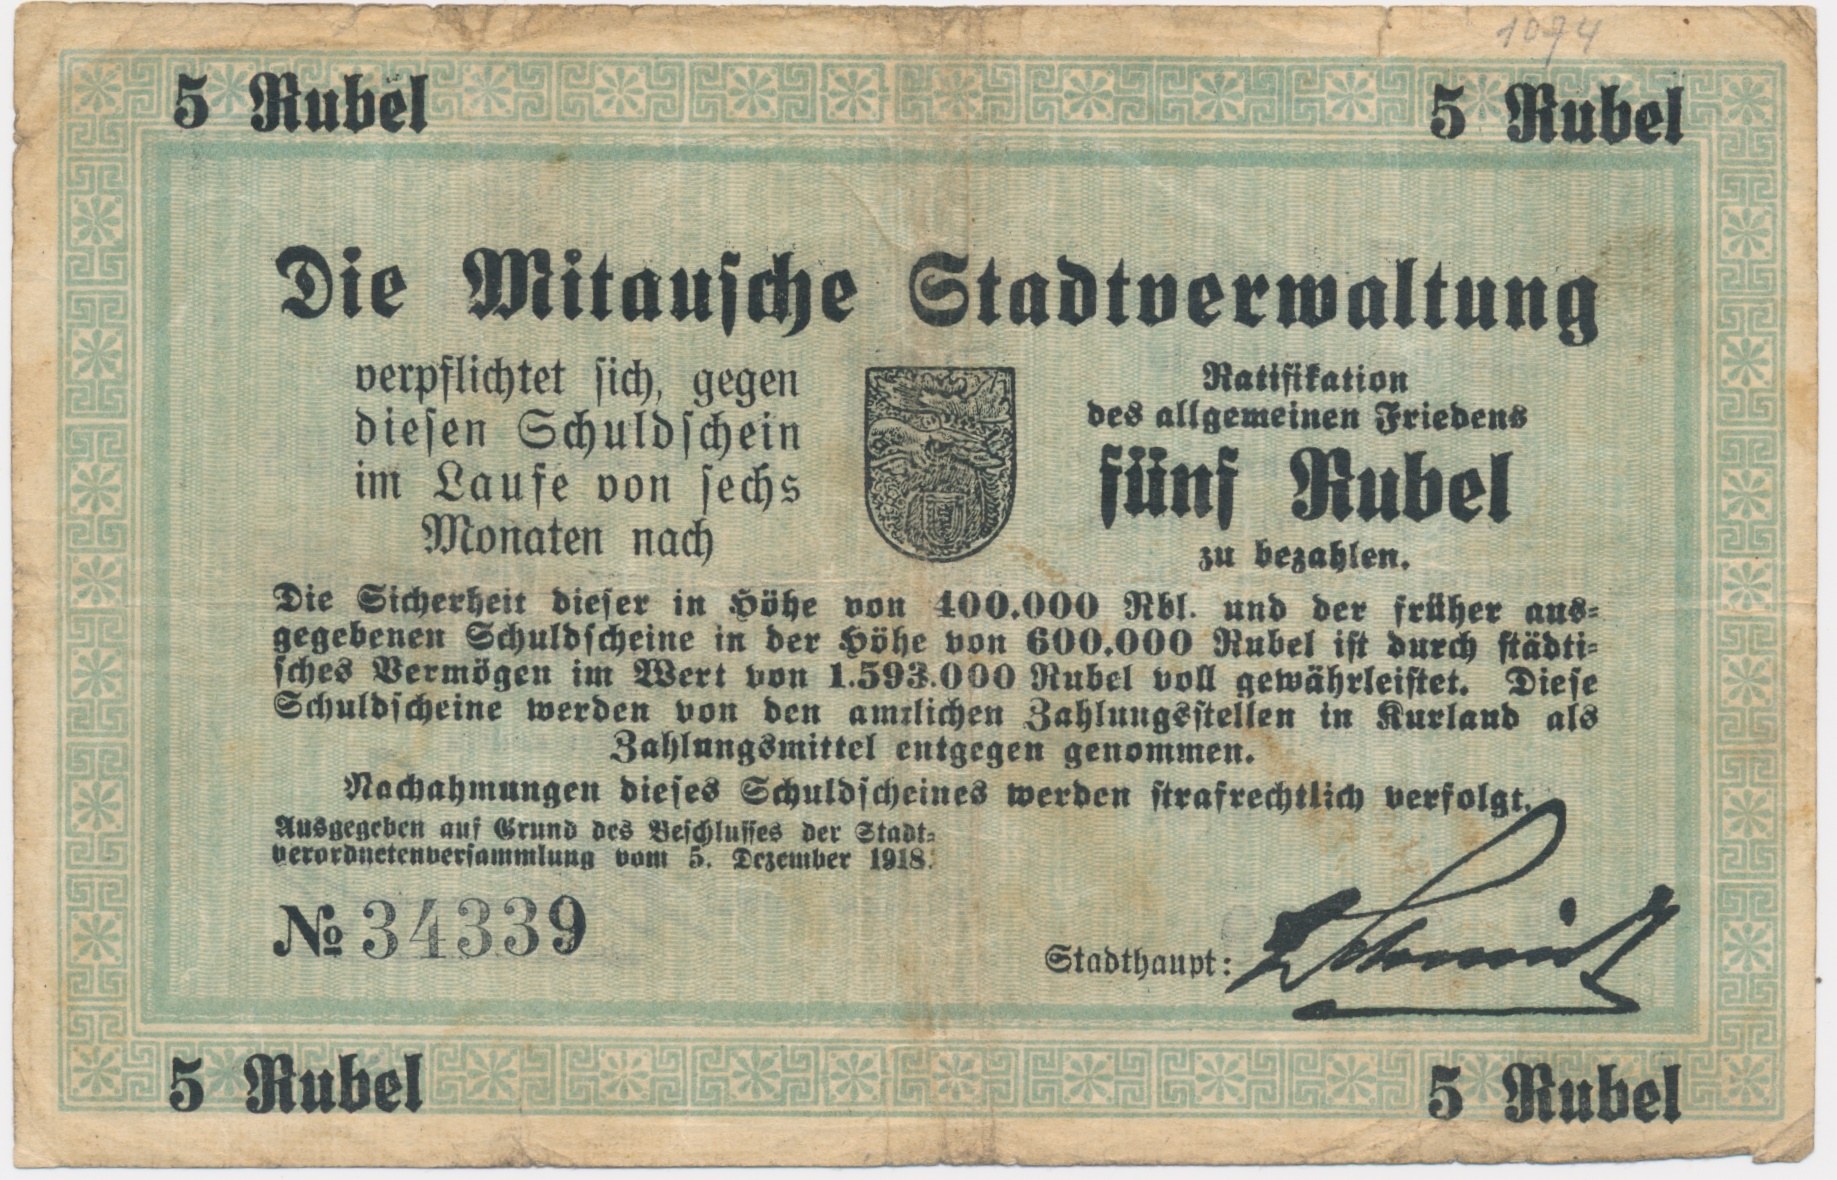 1094
5 Rubel
5 Rubel
Die Mitausche Stadtverwaltung
verpflichtet sich, gegen
diesen Schuldschein
im Laufe von sechs
Monaten nach
Ratifikation
des allgemeinen Friedens
fünf Rubel
zu bezahlen.
Die Sicherheit dieser in Höhe von 400.000 Rbl. und der früher aus-
gegebenen Schuldscheine in der Höhe von 600.000 Rubel ist durch städti-
sches Vermögen im Wert von 1.593.000 Rubel voll gewährleistet. Diese
Schuldscheine werden von den amtlichen Zahlungsstellen in Kurland als
Zahlungsmittel entgegen genommen.
Nachahmungen dieses Schuldscheines werden strafrechtlich verfolgt.
Ausgegeben auf Grund des Beschlusses der Stadt-
verordnetenversammlung vom 5. Dezember 1918.
№ 34339
Stadthaupt:
5 Rubel
5 Rubel